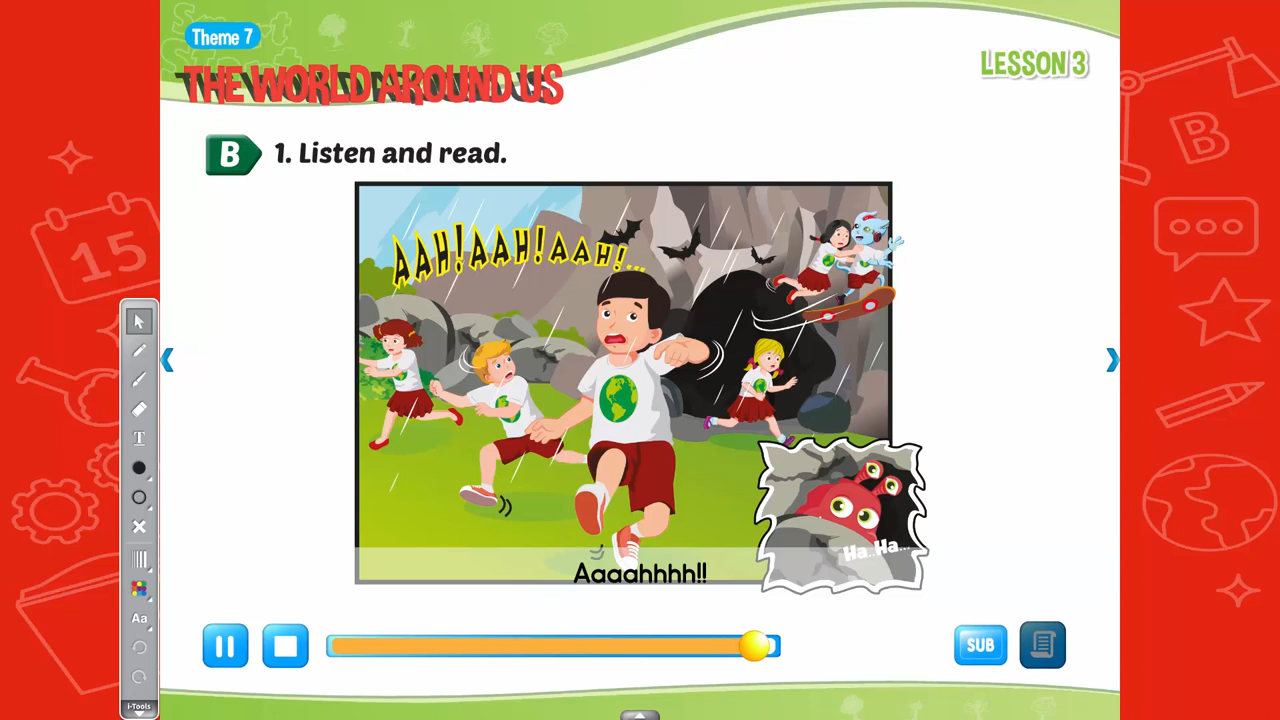 Theme 7
THE WORLD AROUND US
LESSON 3
B 1. Listen and read.
AAH! AAH! AAH!...
Ha..Ha...
Aaaahhhh!!
SUB
T
Aa
i-Tools
15
B